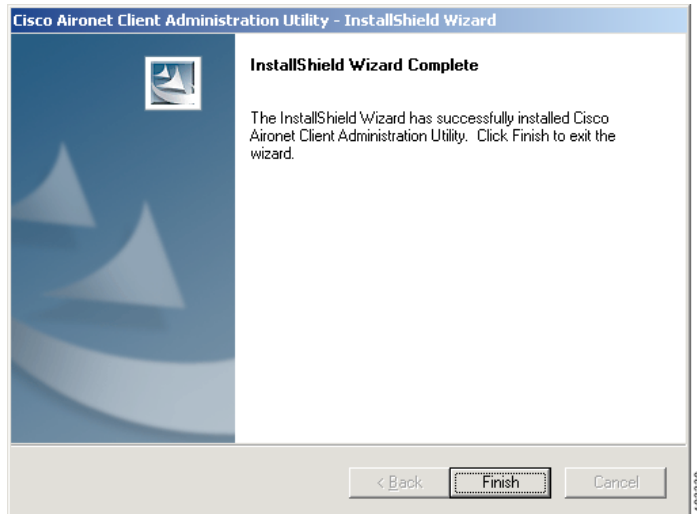 Cisco Aironet Client Administration Utility - InstallShield Wizard
InstallShield Wizard Complete
The InstallShield Wizard has successfully installed Cisco
Aironet Client Administration Utility. Click Finish to exit the
wizard.
< Back
Finish
Cancel